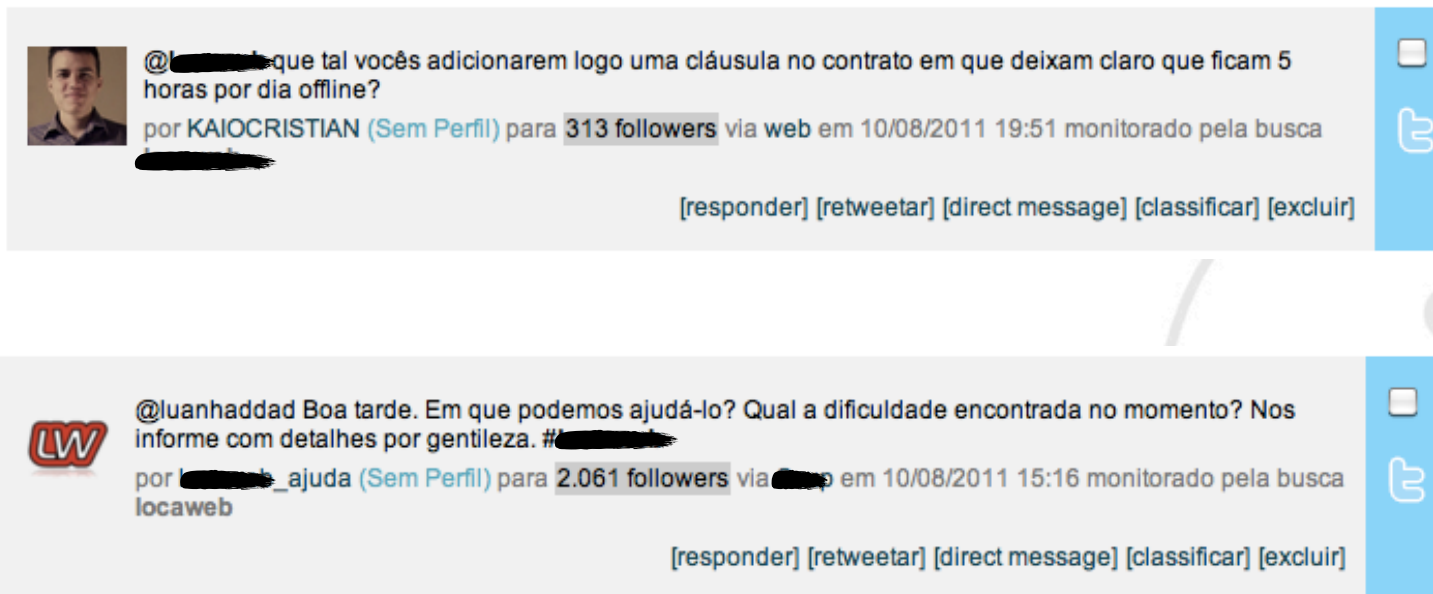 @ que tal vocês adicionarem logo uma cláusula no contrato em que deixam claro que ficam 5
horas por dia offline?
por KAIOCRISTIAN (Sem Perfil) para 313 followers via web em 10/08/2011 19:51 monitorado pela busca
[responder] [retweetar] [direct message] [classificar] [excluir]
LW
@luanhaddad Boa tarde. Em que podemos ajudá-lo? Qual a dificuldade encontrada no momento? Nos
informe com detalhes por gentileza. #
por _ajuda (Sem Perfil) para 2.061 followers via em 10/08/2011 15:16 monitorado pela busca
locaweb
[responder] [retweetar] [direct message] [classificar] [excluir]